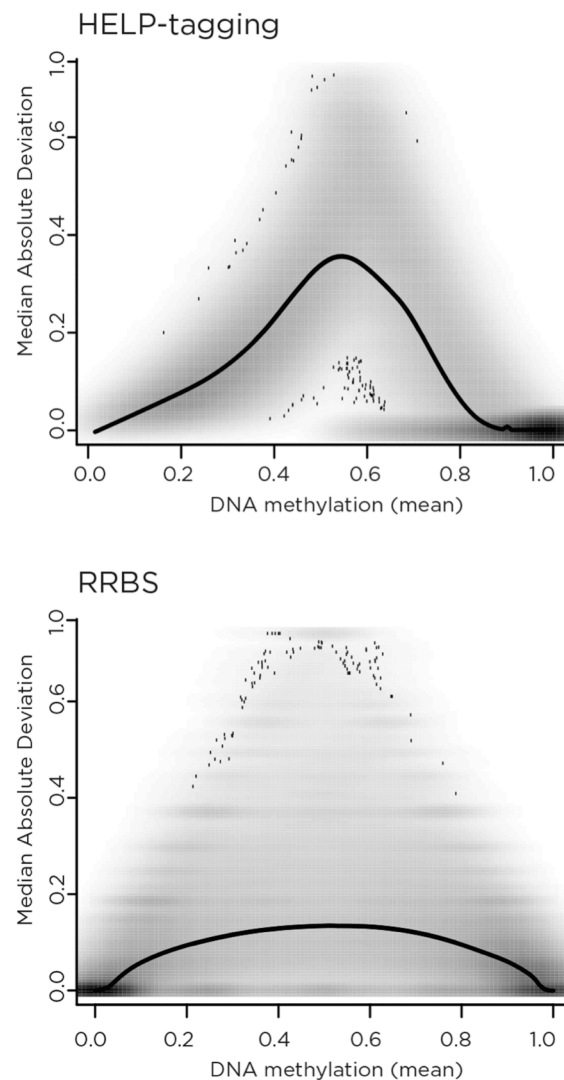 HELP-tagging
Median Absolute Deviation
1.0
0.6
0.4
0.2
0.0
0.0 0.2 0.4 0.6 0.8 1.0
DNA methylation (mean)
RRBS
Median Absolute Deviation
1.0
0.6
0.4
0.2
0.0
0.0 0.2 0.4 0.6 0.8 1.0
DNA methylation (mean)